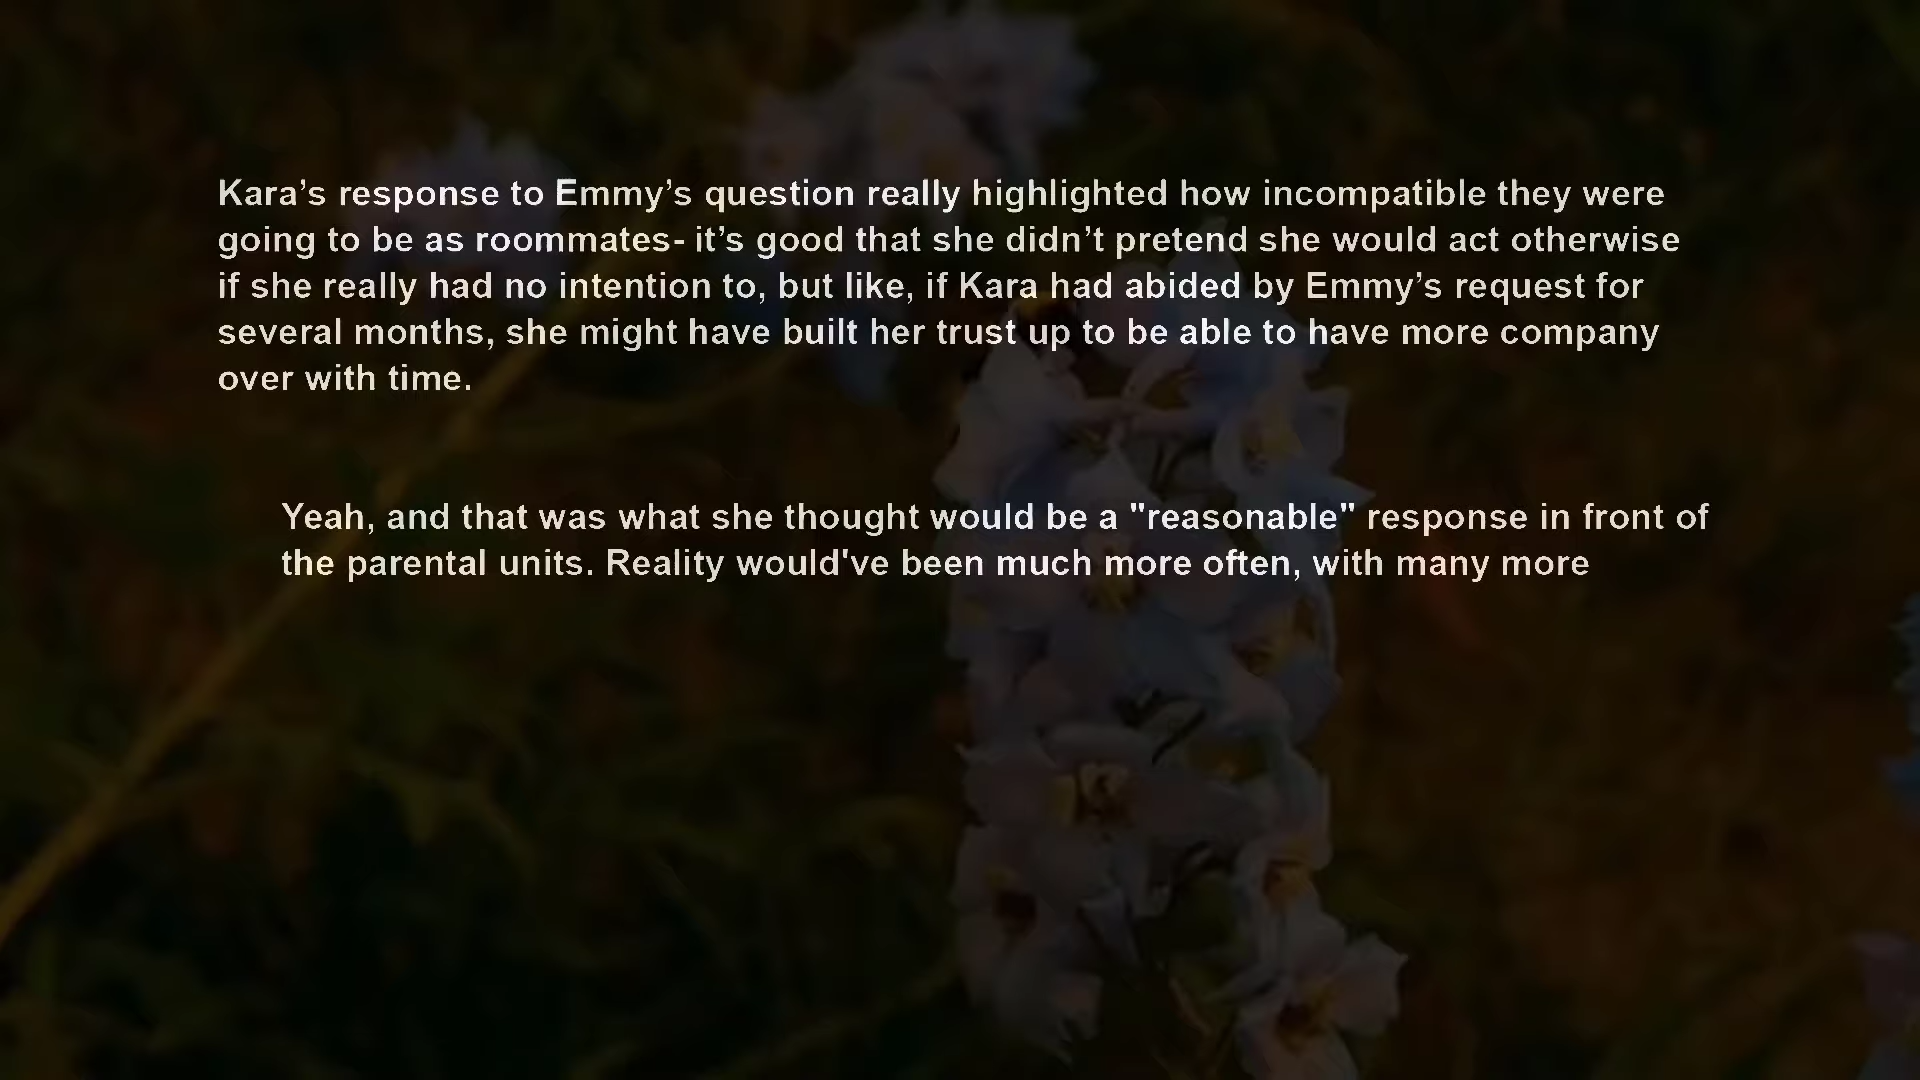 Kara’s response to Emmy’s question really highlighted how incompatible they were
going to be as roommates- it’s good that she didn’t pretend she would act otherwise
if she really had no intention to, but like, if Kara had abided by Emmy’s request for
several months, she might have built her trust up to be able to have more company
over with time.
Yeah, and that was what she thought would be a "reasonable" response in front of
the parental units. Reality would've been much more often, with many more